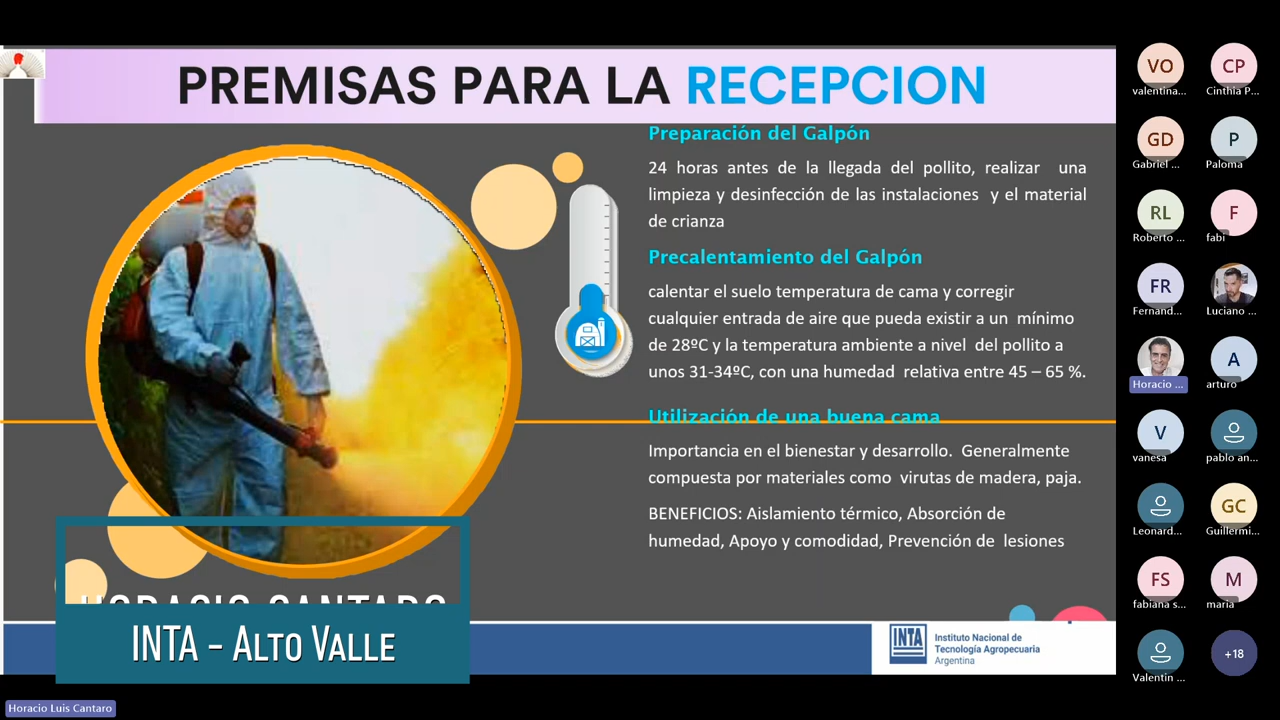 PREMISAS PARA LA RECEPCION
Preparación del Galpón
24 horas antes de la llegada del pollito, realizar una
limpieza y desinfección de las instalaciones y el material
de crianza
Precalentamiento del Galpón
calentar el suelo temperatura de cama y corregir
cualquier entrada de aire que pueda existir a un mínimo
de 28ºC y la temperatura ambiente a nivel del pollito a
unos 31-34ºC, con una humedad relativa entre 45 – 65 %.
Utilización de una buena cama
Importancia en el bienestar y desarrollo. Generalmente
compuesta por materiales como virutas de madera, paja.
BENEFICIOS: Aislamiento térmico, Absorción de
humedad, Apoyo y comodidad, Prevención de lesiones
HORACIO CANTARO
INTA - ALTO VALLE
INTA
Instituto Nacional de
Tecnología Agropecuaria
Argentina
Horacio Luis Cantaro
VO
valentina...
CP
Cinthia P...
GD
Gabriel ...
P
Paloma
RL
Roberto ...
F
fabi
FR
Fernand...
Luciano ...
Horacio ...
A
arturo
V
vanesa
pablo an...
Leonard...
GC
Guillermi...
FS
fabiana s...
M
maria
Valentin ...
+18